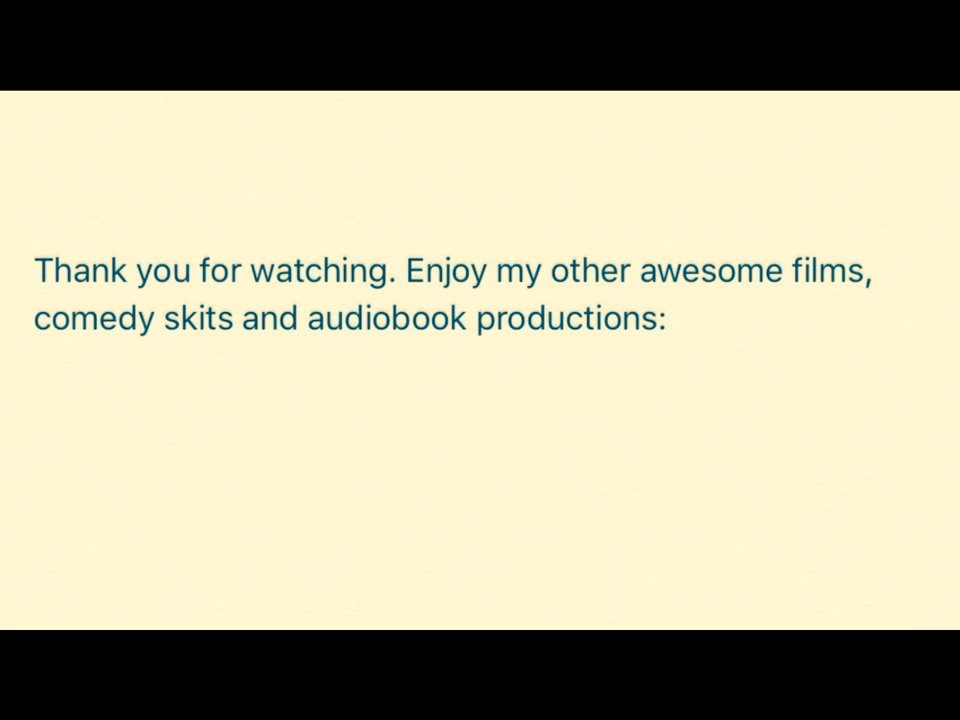 Thank you for watching. Enjoy my other awesome films,
comedy skits and audiobook productions: